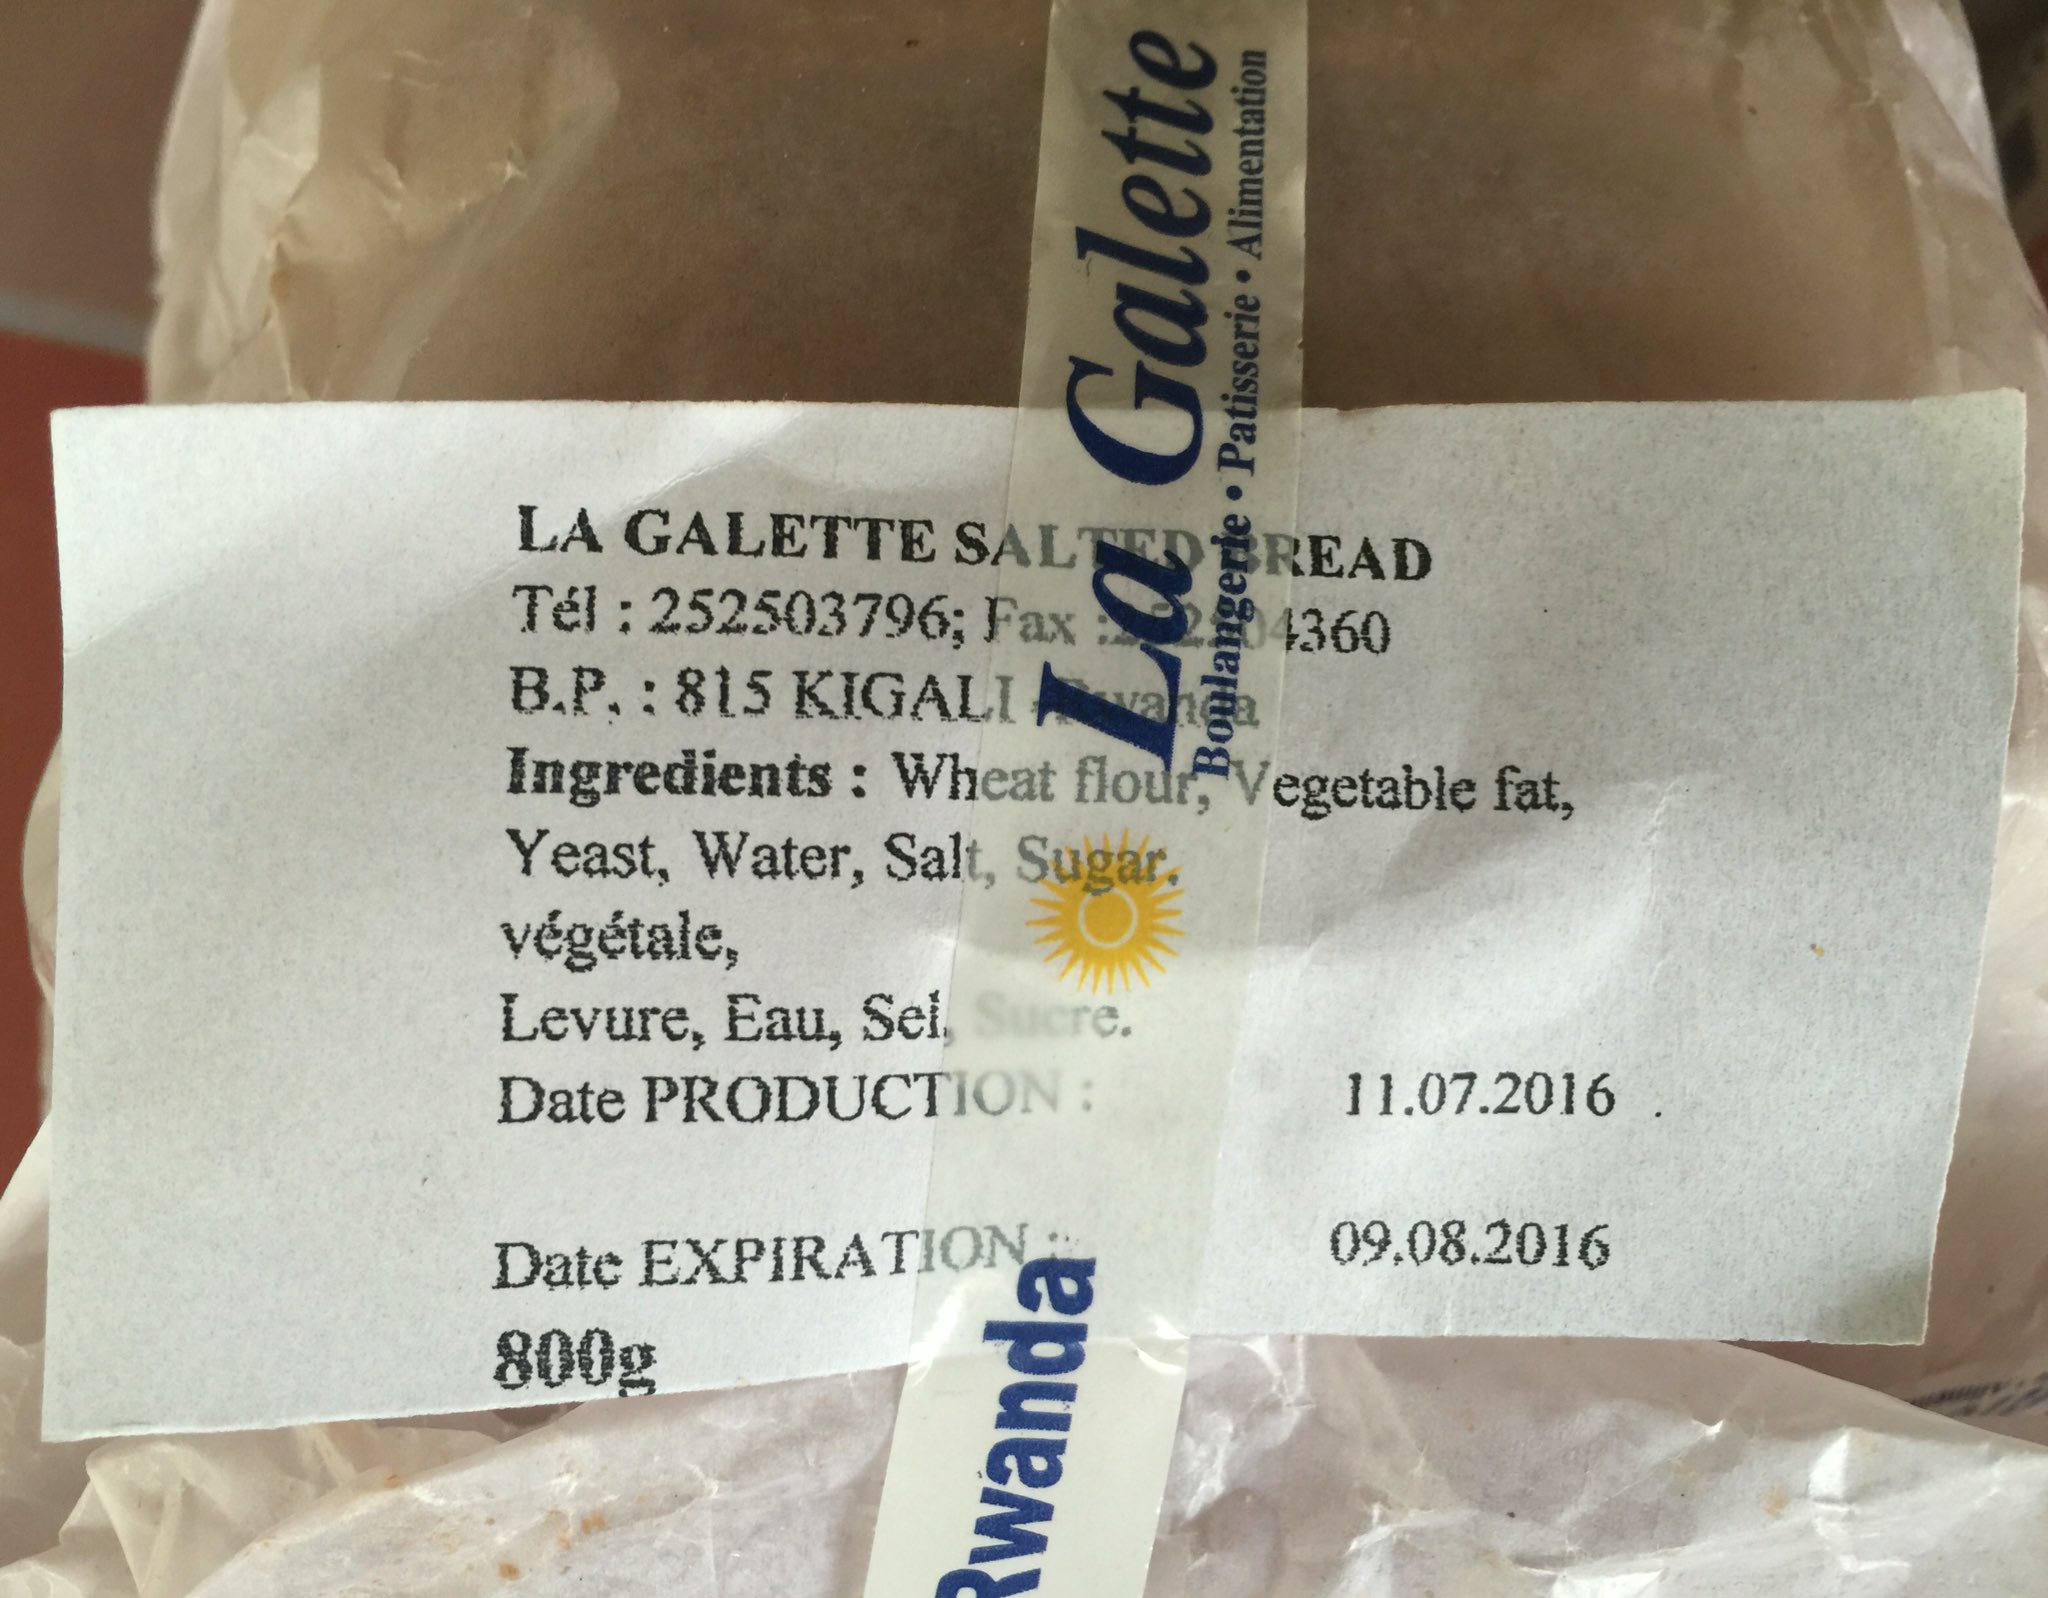 La Galette
Boulangerie • Patisserie • Alimentation
LA GALETTE SALTED BREAD
Tél : 252503796; Fax :
B.P. : 815 KIGALI - Rwanda
Ingredients : Wheat flour, Vegetable fat,
Yeast, Water, Salt, Sugar.
végétale,
Levure, Eau, Sel, Sucre.
Date PRODUCTION : 11.07.2016 .
Date EXPIRATION : 09.08.2016
800g
Rwanda